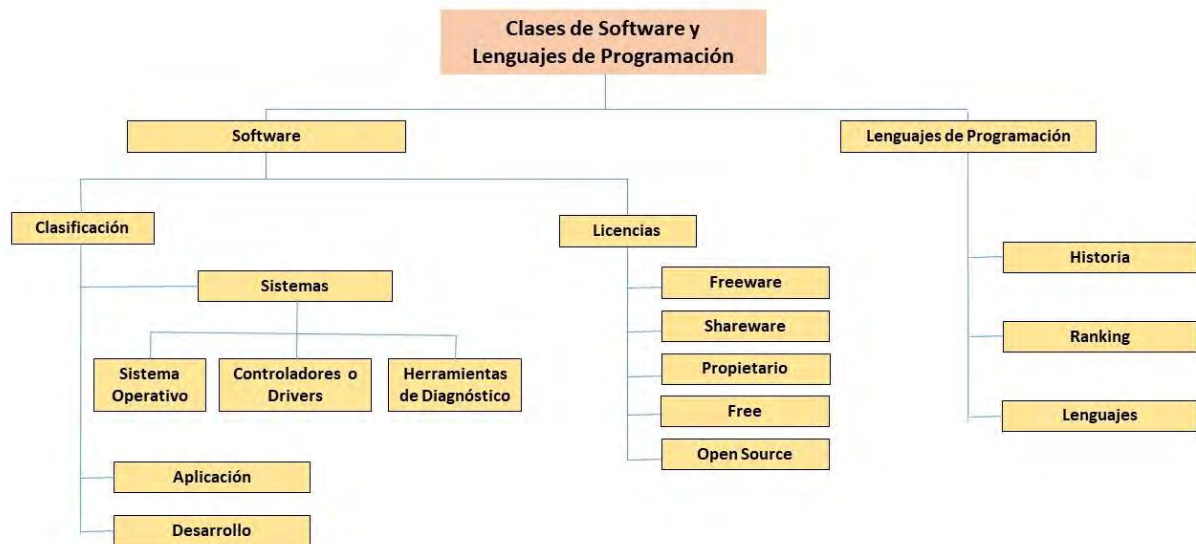 Clases de Software y
Lenguajes de Programación
Software
Lenguajes de Programación
Clasificación
Licencias
Sistemas
Freeware
Historia
Shareware
Ranking
Sistema
Operativo
Controladores o
Drivers
Herramientas
de Diagnóstico
Propietario
Free
Lenguajes
Open Source
Aplicación
Desarrollo